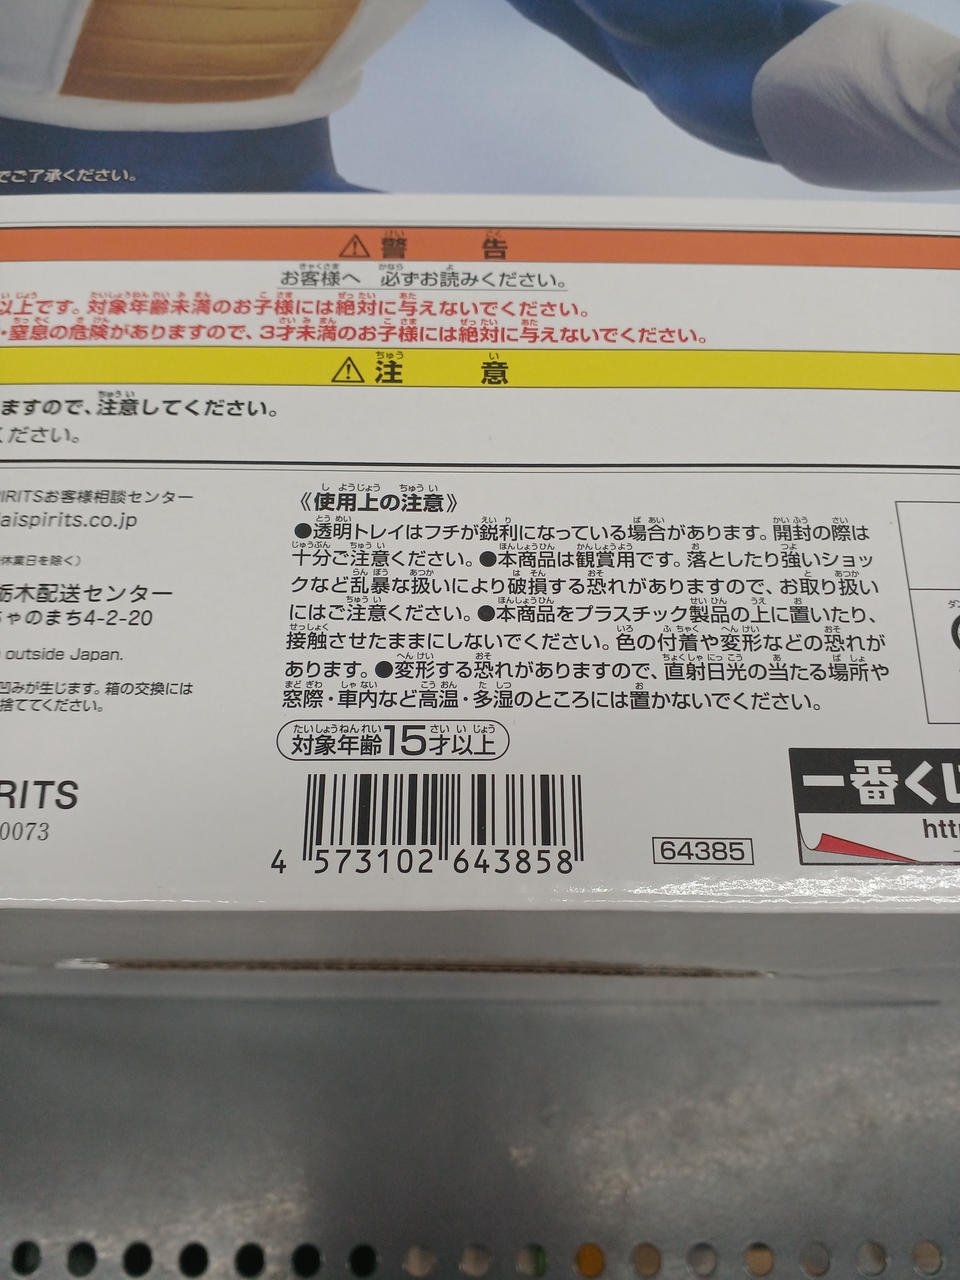 でご了承ください。
⚠警告
お客様へ 必ずお読みください。
以上です。対象年齢未満のお子様には絶対に与えないでください。
・窒息の危険がありますので、3才未満のお子様には絶対に与えないでください。
⚠注意
ますので、注意してください。
ください。
PIRITSお客様相談センター
daispirits.co.jp
休業日を除く)
栃木配送センター
ちゃのまち4-2-20
outside Japan.
凹みが生じます。箱の交換には
捨ててください。
RITS
0073
《使用上の注意》
●透明トレイはフチが鋭利になっている場合があります。開封の際は
十分ご注意ください。●本商品は観賞用です。落としたり強いショッ
クなど乱暴な扱いにより破損する恐れがありますので、お取り扱い
にはご注意ください。●本商品をプラスチック製品の上に置いたり、
接触させたままにしないでください。色の付着や変形などの恐れが
あります。●変形する恐れがありますので、直射日光の当たる場所や
窓際・車内など高温・多湿のところには置かないでください。
対象年齢15才以上
4 573102 643858
64385
一番くじ
http